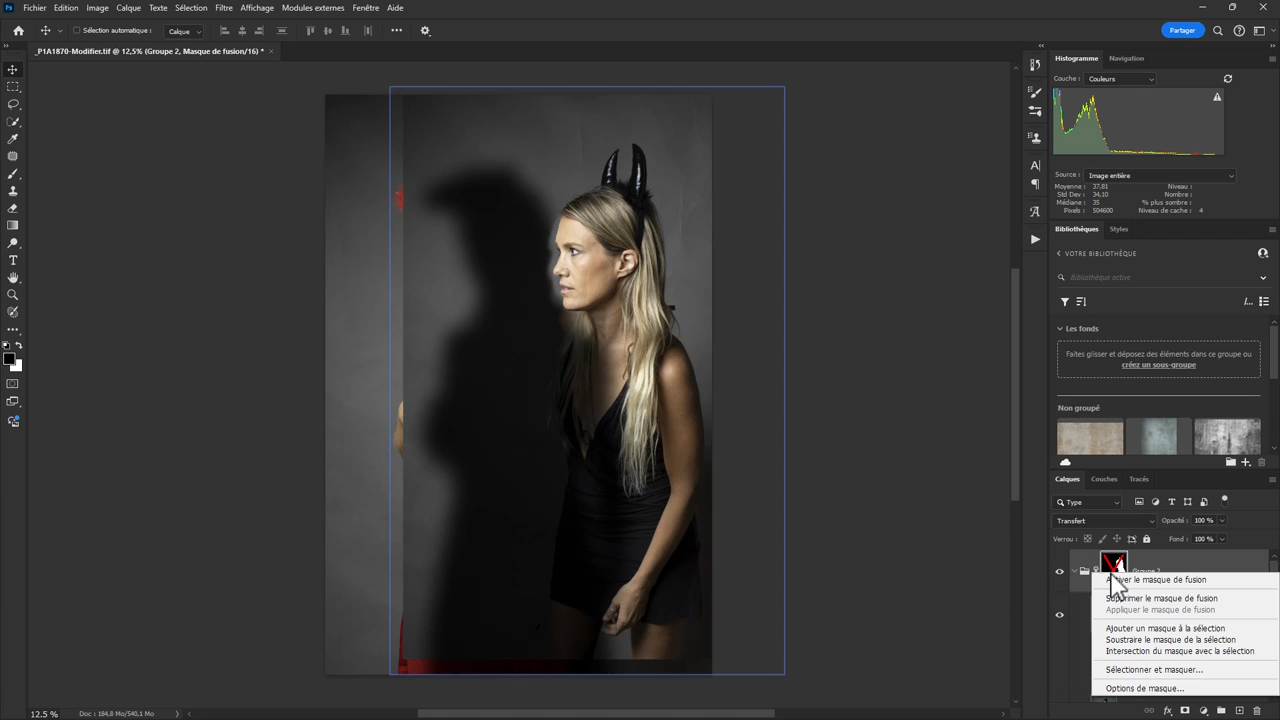 Ps Fichier Edition Image Calque Texte Sélection Filtre Affichage Modules externes Fenêtre Aide
Sélection automatique : Calque Partager
_P1A1870-Modifier.tif @ 12,5% (Groupe 2, Masque de fusion/16) * ×
Histogramme Navigation
Couche : Couleurs
Source : Image entière
Moyenne : 37,81 Niveau :
Std Dev : 34,10 Nombre :
Médiane : 35 % plus sombre :
Pixels : 504600 Niveau de cache : 4
Bibliothèques Styles
VOTRE BIBLIOTHÈQUE
Bibliothèque active
Les fonds
Faites glisser et déposez des éléments dans ce groupe ou
créez un sous-groupe
Non groupé
Calques Couches Tracés
Type
Transfert Opacité : 100 %
Verrou : Fond : 100 %
Groupe 2
Activer le masque de fusion
Supprimer le masque de fusion
Appliquer le masque de fusion
Ajouter un masque à la sélection
Soustraire le masque de la sélection
Intersection du masque avec la sélection
Sélectionner et masquer...
Options de masque...
12.5 % Doc : 184,8 Mo/540,1 Mo